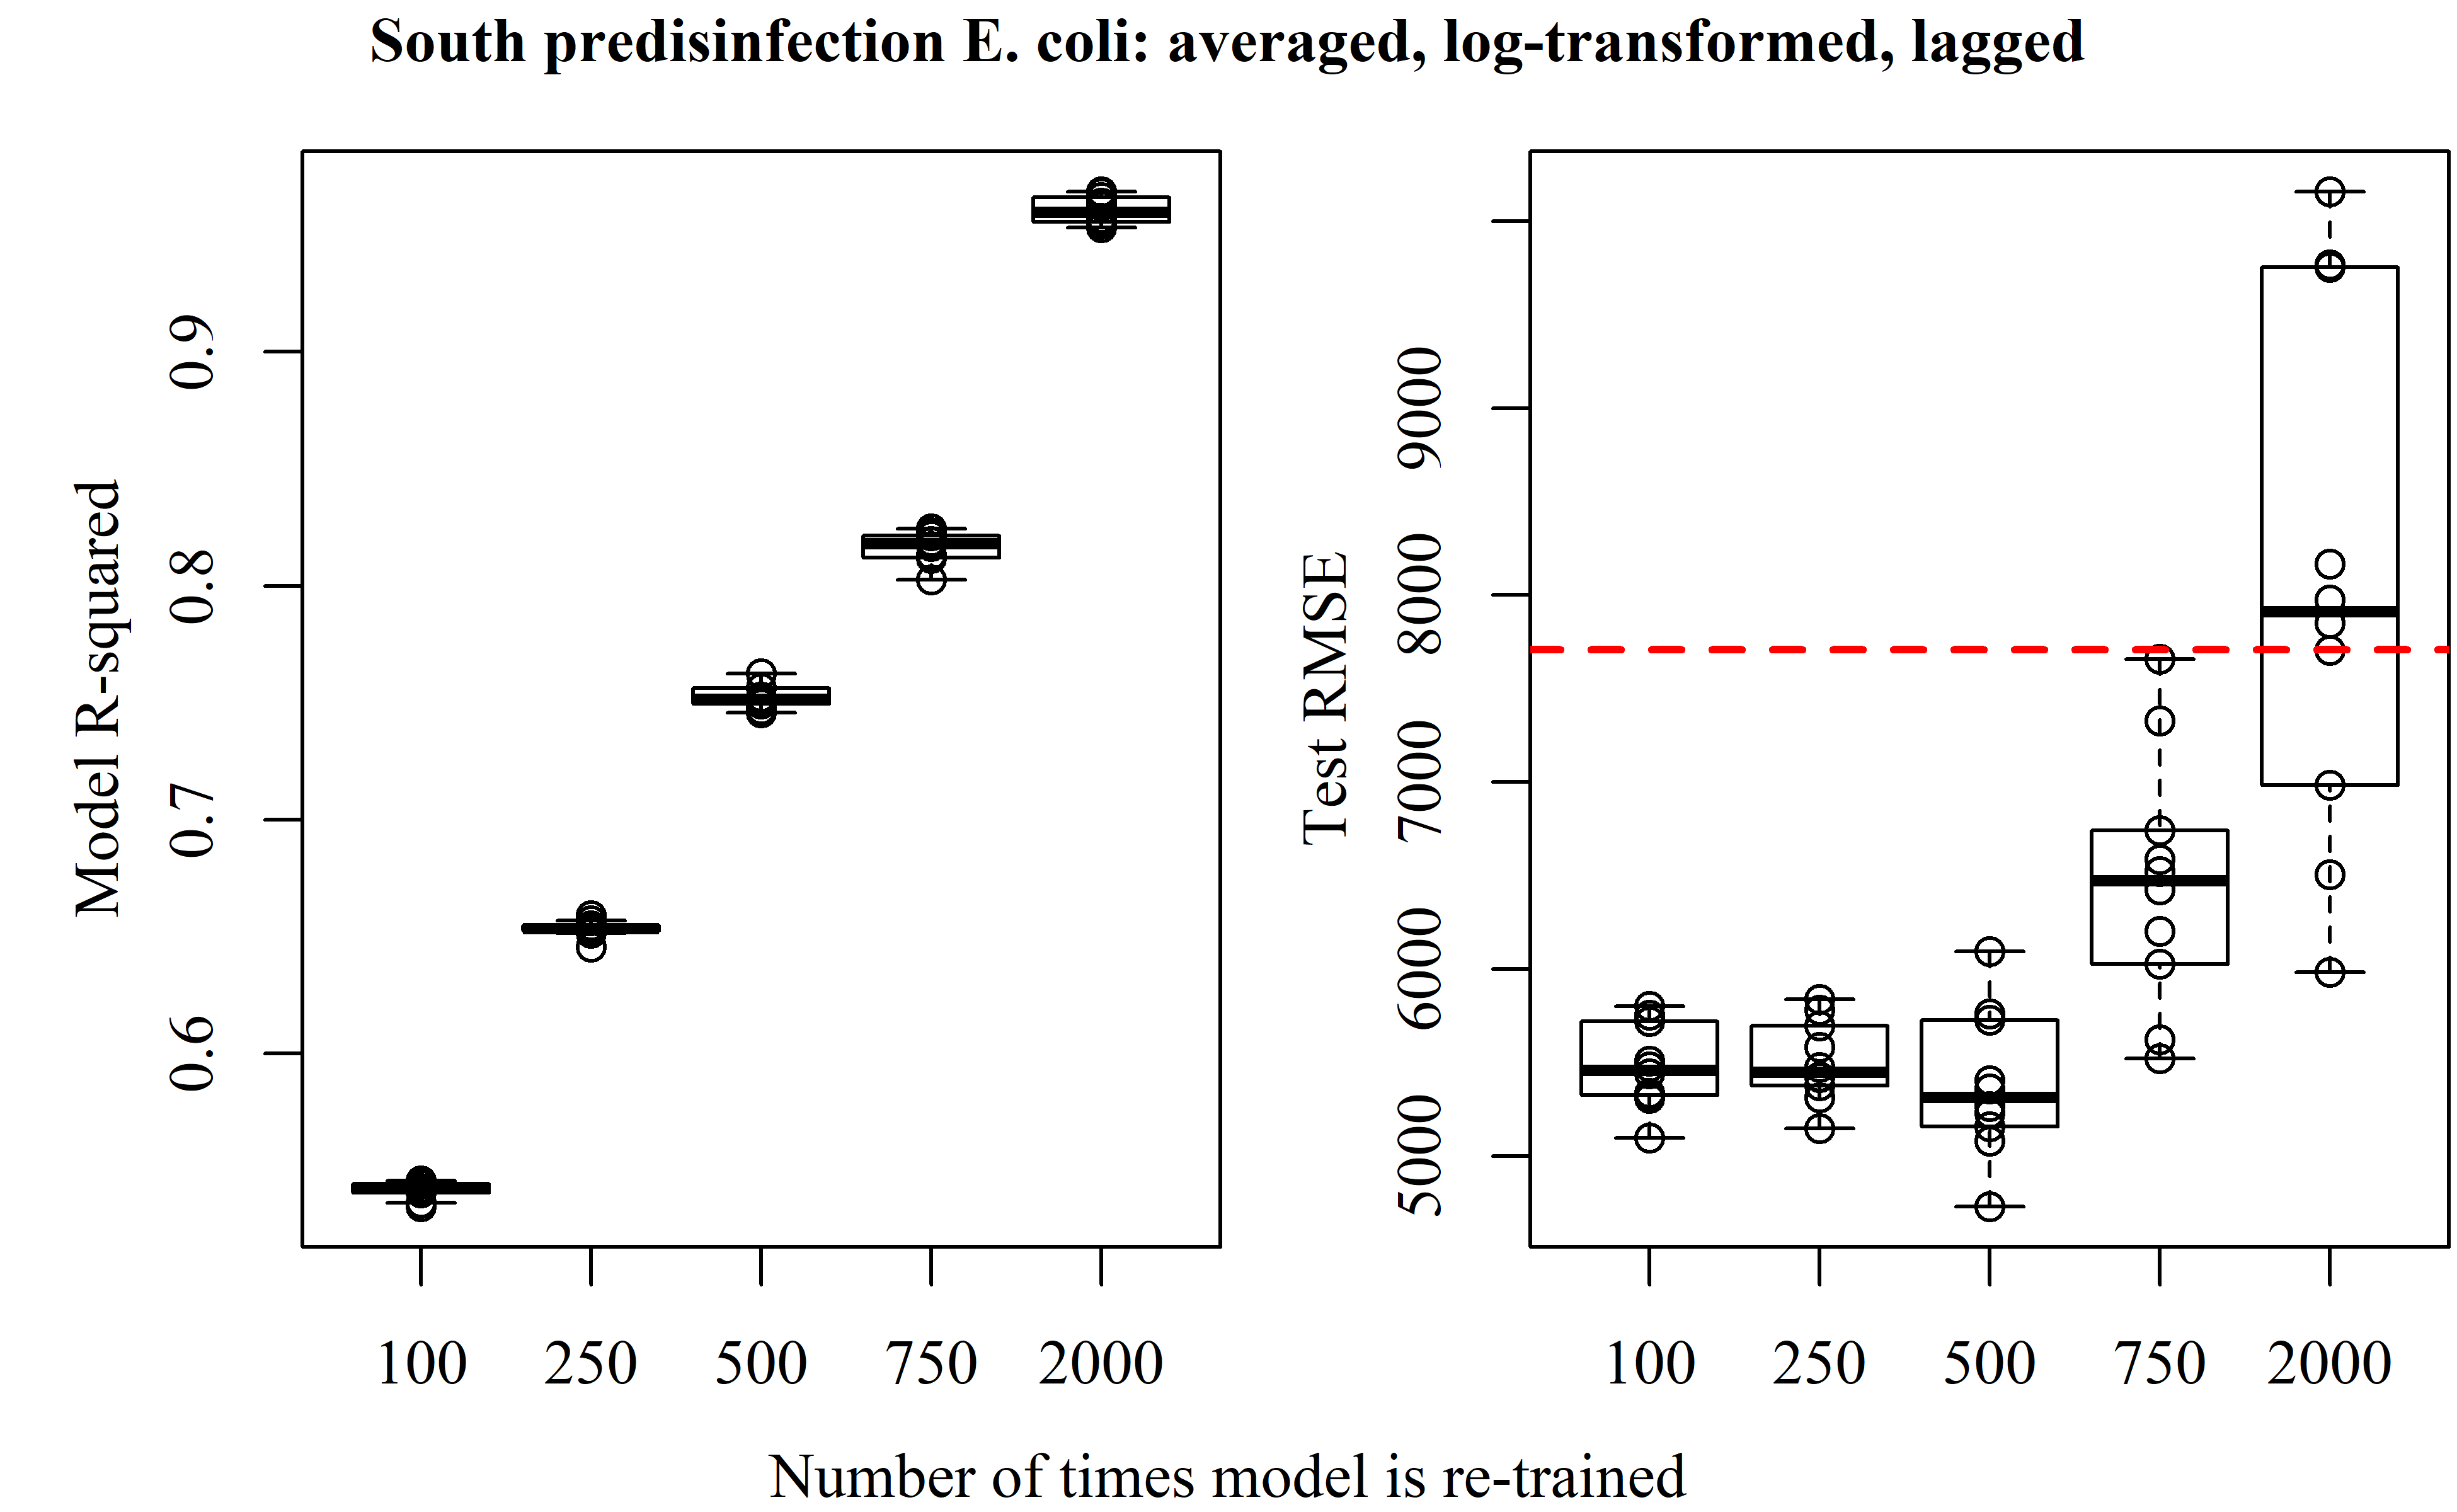 South predisinfection E. coli: averaged, log-transformed, lagged
Model R-squared
0.9
0.8
0.7
0.6
100 250 500 750 2000
Test RMSE
9000
8000
7000
6000
5000
100 250 500 750 2000
Number of times model is re-trained